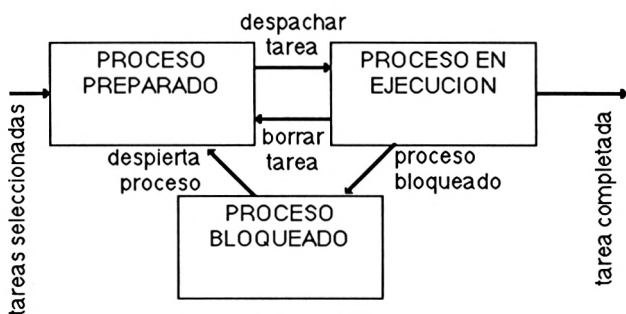 despachar
tarea
PROCESO
PREPARADO
PROCESO EN
EJECUCION
tareas seleccionadas
borrar
tarea
despierta
proceso
proceso
bloqueado
PROCESO
BLOQUEADO
tarea completada